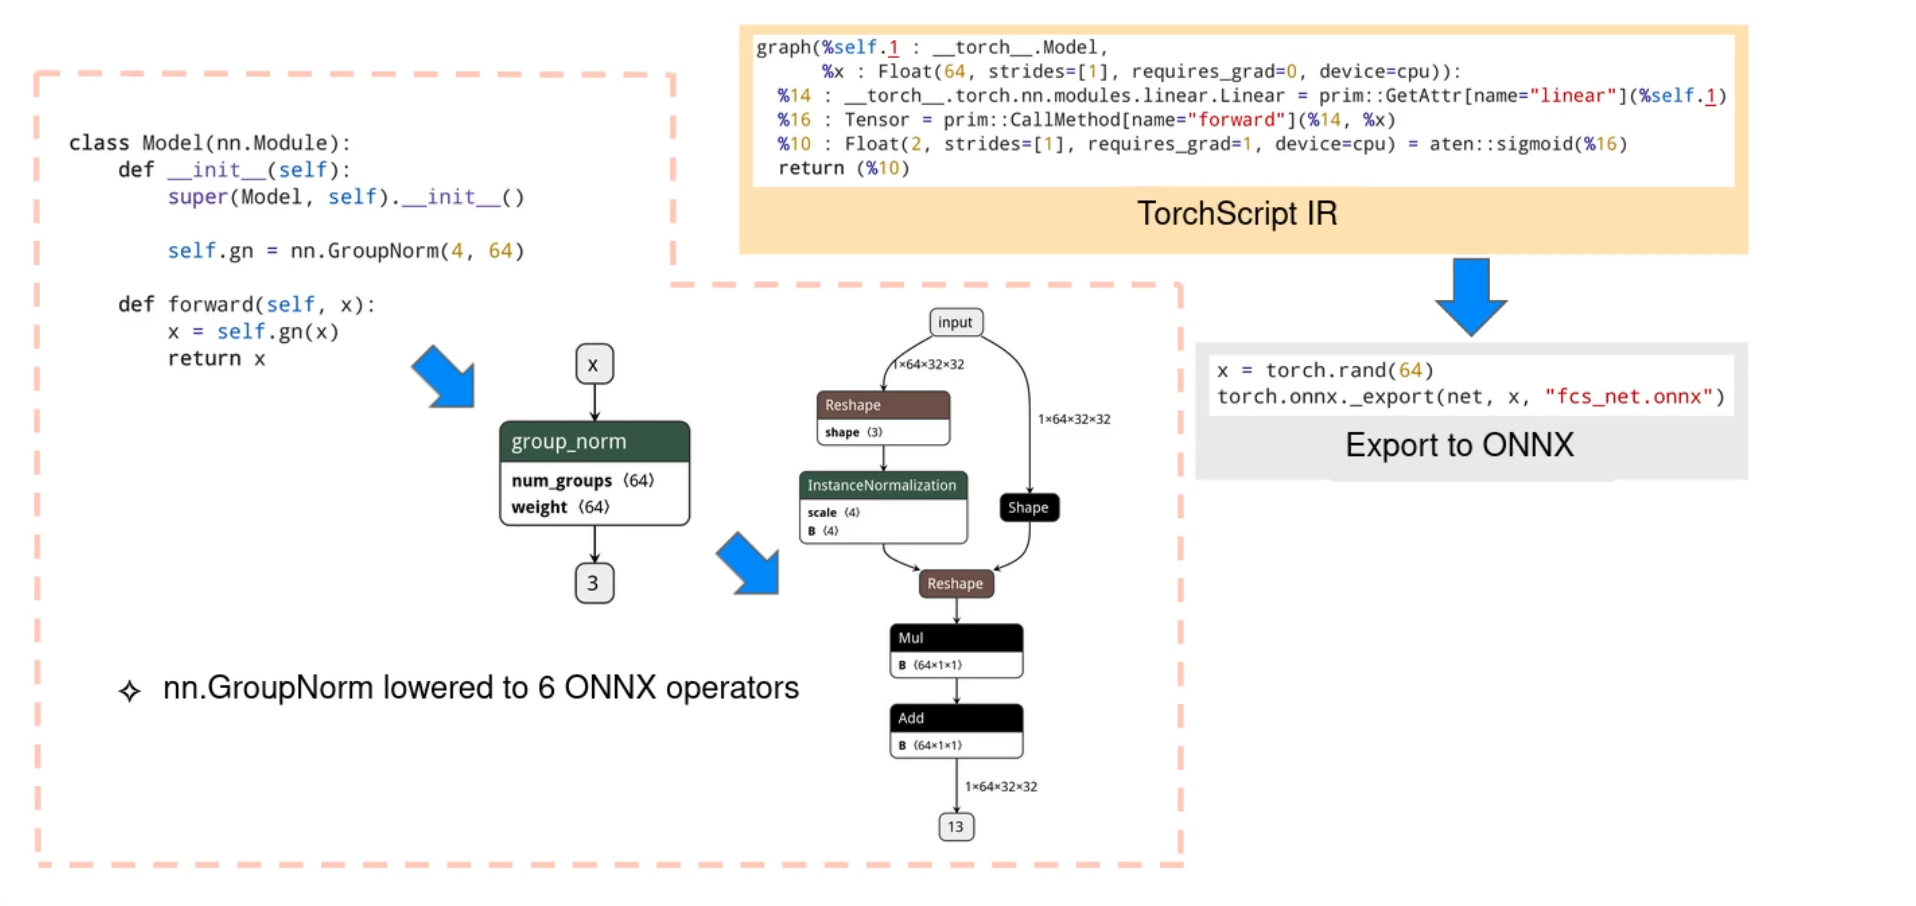 class Model(nn.Module):
    def __init__(self):
        super(Model, self).__init__()
        self.gn = nn.GroupNorm(4, 64)
    def forward(self, x):
        x = self.gn(x)
        return x
x
group_norm
num_groups ⟨64⟩
weight ⟨64⟩
3
✧ nn.GroupNorm lowered to 6 ONNX operators
input
1×64×32×32
1×64×32×32
Reshape
shape ⟨3⟩
InstanceNormalization
scale ⟨4⟩
B ⟨4⟩
Shape
Reshape
Mul
B ⟨64×1×1⟩
Add
B ⟨64×1×1⟩
1×64×32×32
13
graph(%self.1 : __torch__.Model,
      %x : Float(64, strides=[1], requires_grad=0, device=cpu)):
  %14 : __torch__.torch.nn.modules.linear.Linear = prim::GetAttr[name="linear"](%self.1)
  %16 : Tensor = prim::CallMethod[name="forward"](%14, %x)
  %10 : Float(2, strides=[1], requires_grad=1, device=cpu) = aten::sigmoid(%16)
  return (%10)
TorchScript IR
x = torch.rand(64)
torch.onnx._export(net, x, "fcs_net.onnx")
Export to ONNX